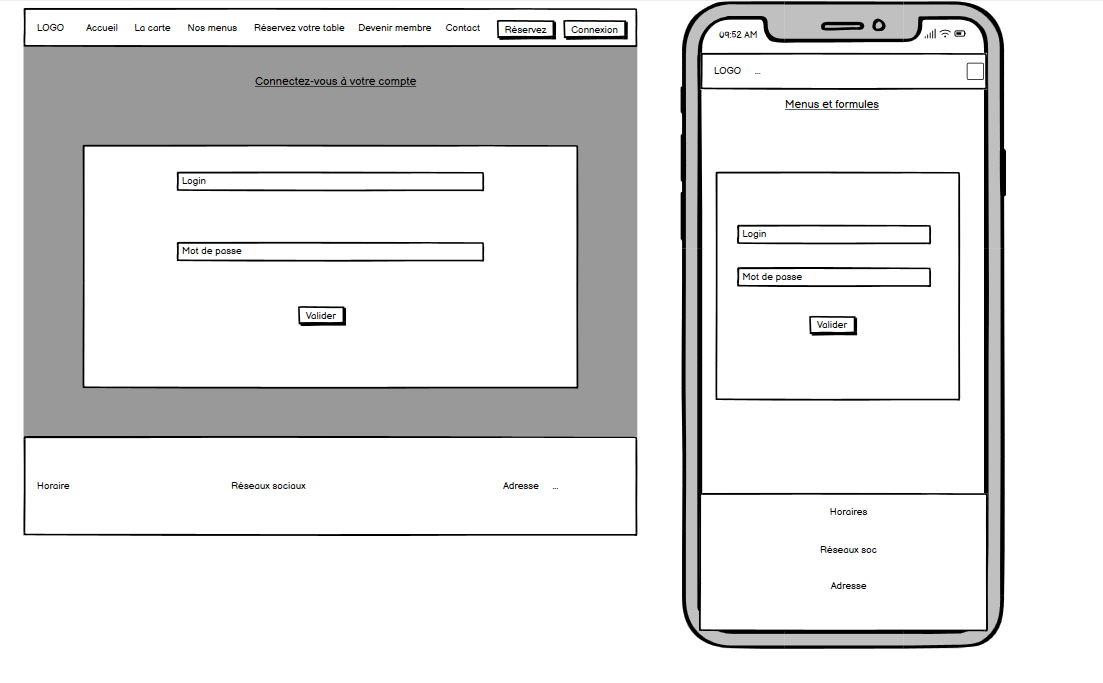 LOGO Accueil La carte Nos menus Réservez votre table Devenir membre Contact Réservez Connexion
Connectez-vous à votre compte
Login
Mot de passe
Valider
Horaire Réseaux sociaux Adresse ...
09:52 AM
LOGO ...
Menus et formules
Login
Mot de passe
Valider
Horaires
Réseaux soc
Adresse